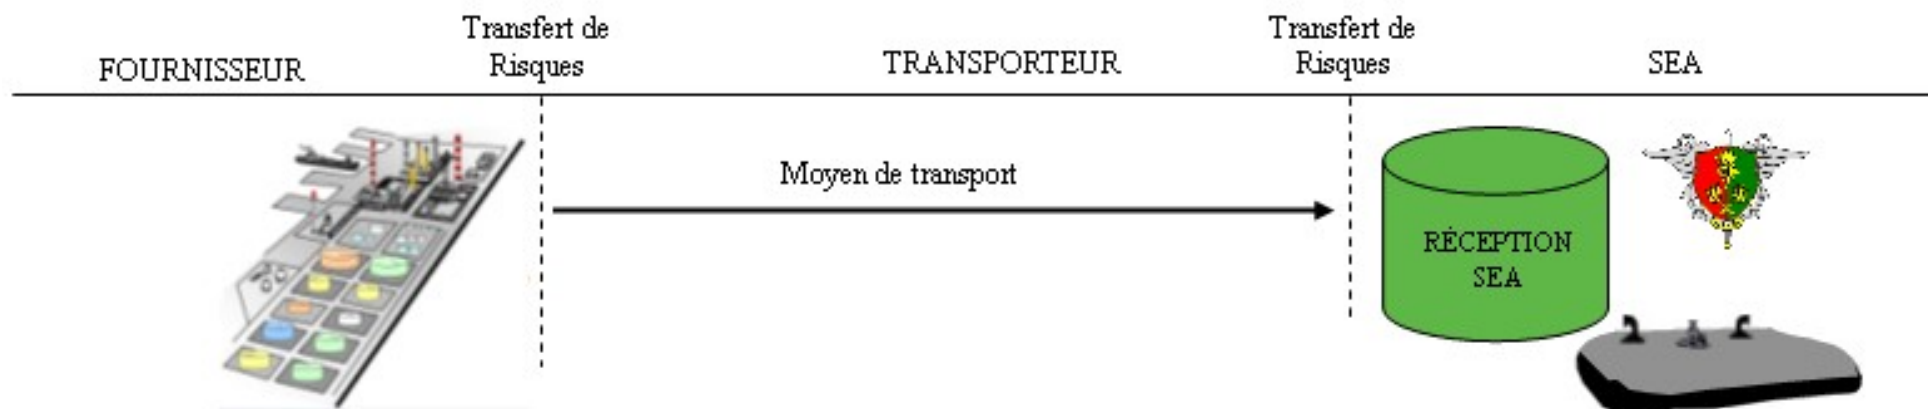 FOURNISSEUR
Transfert de
Risques
TRANSPORTEUR
Transfert de
Risques
SEA
Moyen de transport
RÉCEPTION
SEA